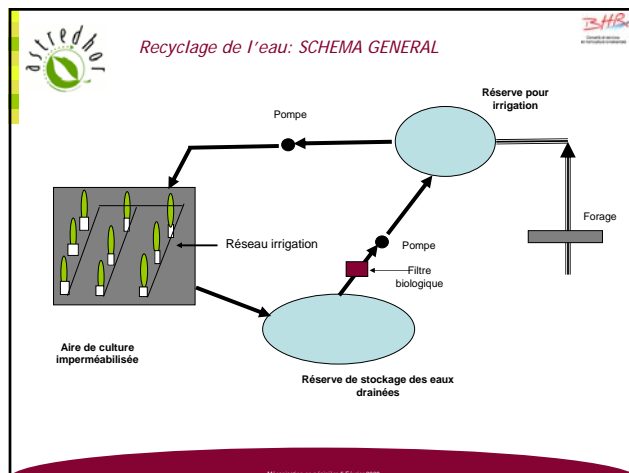 astredhor
Recyclage de l'eau: SCHEMA GENERAL
BHR
Réserve pour
irrigation
Pompe
Forage
Réseau irrigation
Pompe
Filtre
biologique
Aire de culture
imperméabilisée
Réserve de stockage des eaux
drainées